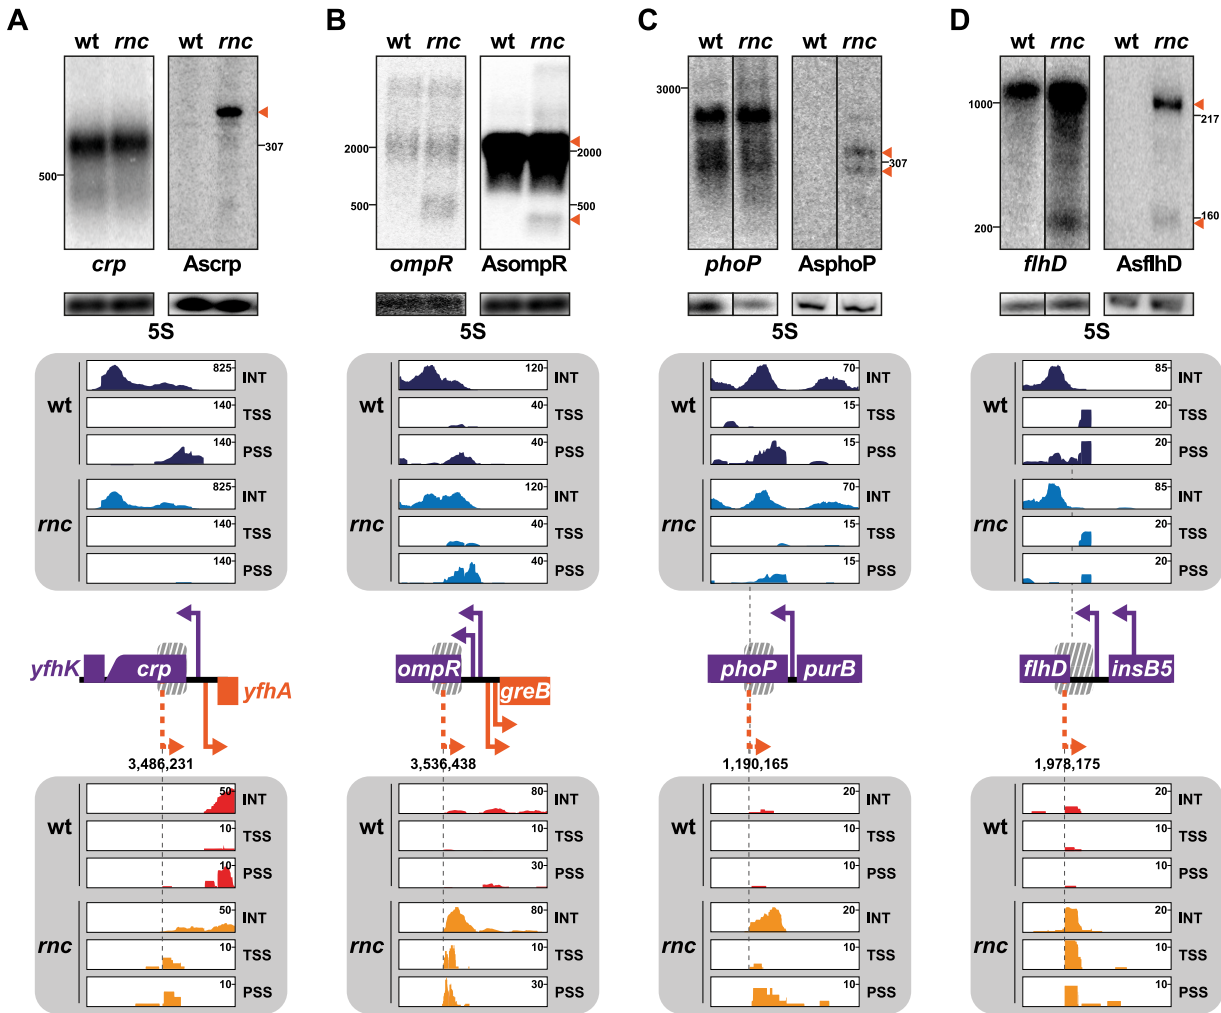 A
wt rnc wt rnc
500
307
crp Ascrp
5S
B
wt rnc wt rnc
2000
500
2000
500
ompR AsompR
5S
C
wt rnc wt rnc
3000
307
phoP AsphoP
5S
D
wt rnc wt rnc
1000
200
217
160
flhD AsflhD
5S
wt
825 INT
140 TSS
140 PSS
rnc
825 INT
140 TSS
140 PSS
wt
120 INT
40 TSS
40 PSS
rnc
120 INT
40 TSS
40 PSS
wt
70 INT
15 TSS
15 PSS
rnc
70 INT
15 TSS
15 PSS
wt
85 INT
20 TSS
20 PSS
rnc
85 INT
20 TSS
20 PSS
yfhK crp yfhA
3,486,231
ompR greB
3,536,438
phoP purB
1,190,165
flhD insB5
1,978,175
wt
50 INT
10 TSS
10 PSS
rnc
50 INT
10 TSS
10 PSS
wt
80 INT
10 TSS
30 PSS
rnc
80 INT
10 TSS
30 PSS
wt
20 INT
10 TSS
10 PSS
rnc
20 INT
10 TSS
10 PSS
wt
20 INT
10 TSS
10 PSS
rnc
20 INT
10 TSS
10 PSS